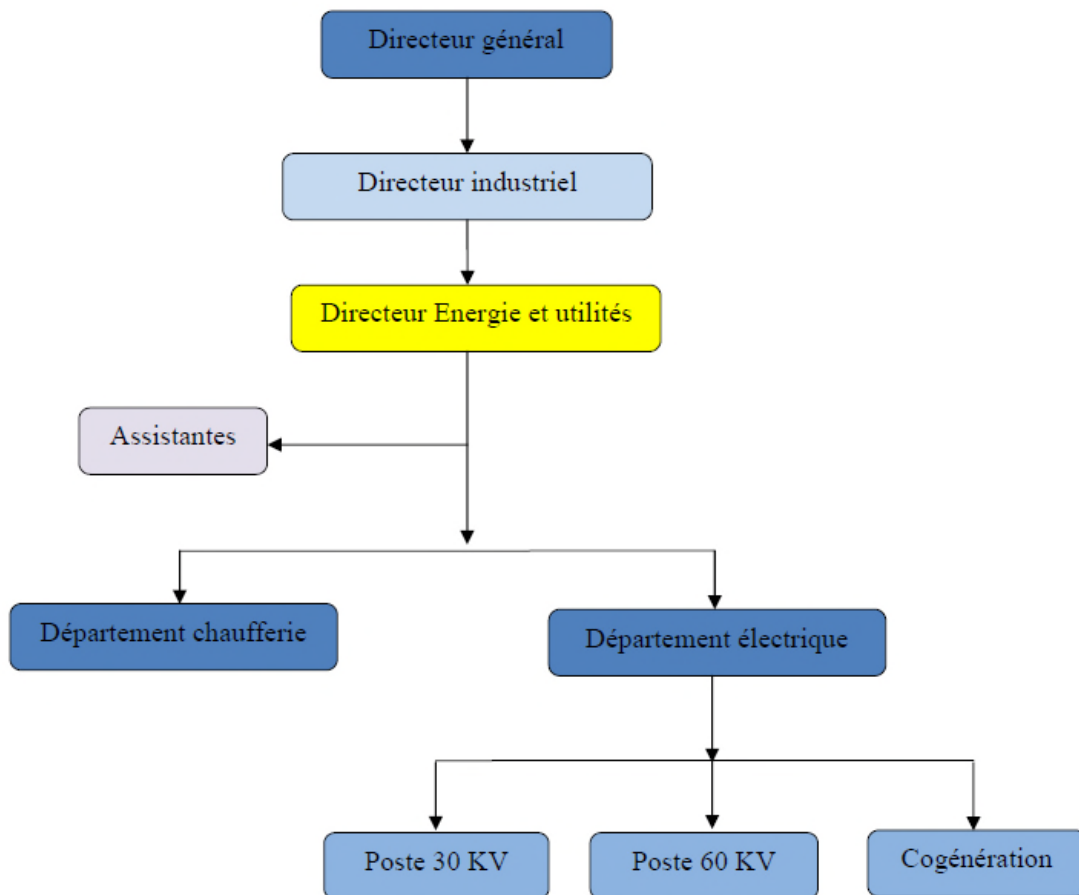 Directeur général
Directeur industriel
Directeur Energie et utilités
Assistantes
Département chaufferie
Département électrique
Poste 30 KV
Poste 60 KV
Cogénération